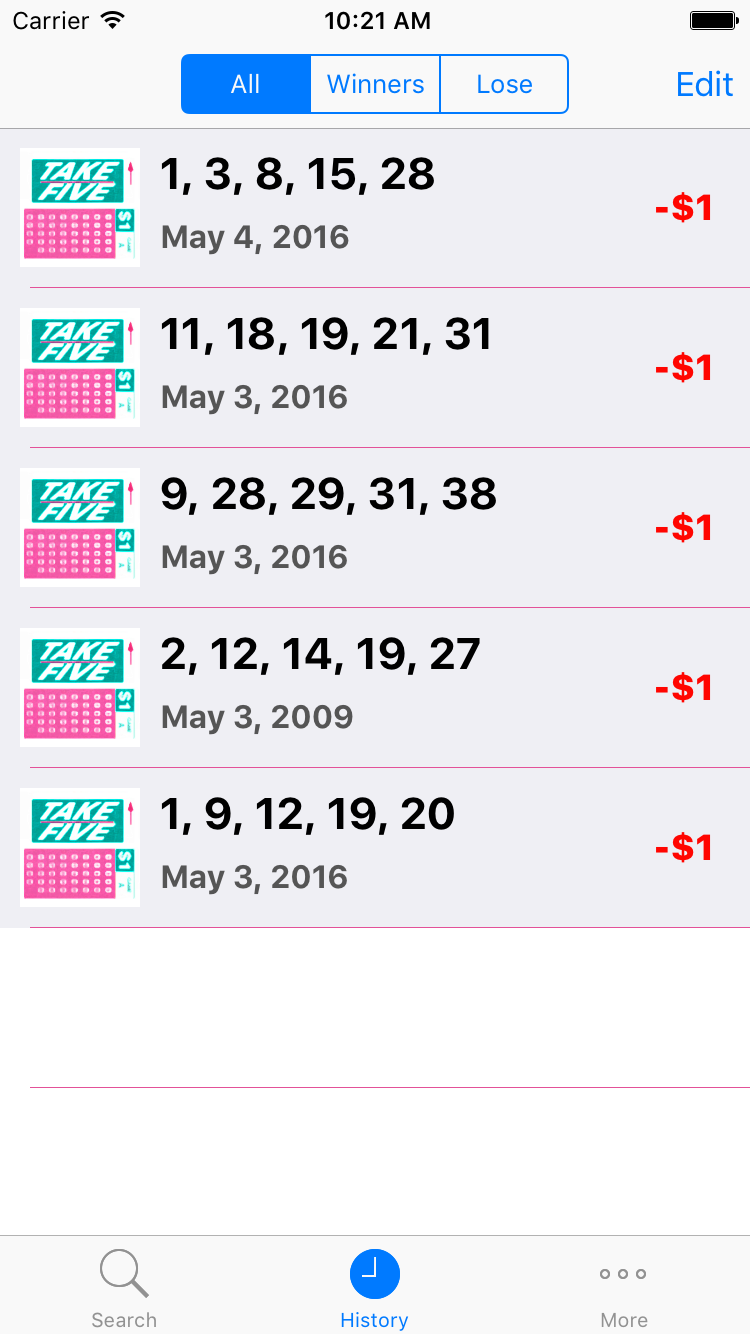 Carrier 10:21 AM
All Winners Lose Edit
TAKE
FIVE
$1
1, 3, 8, 15, 28
May 4, 2016
-$1
TAKE
FIVE
$1
11, 18, 19, 21, 31
May 3, 2016
-$1
TAKE
FIVE
$1
9, 28, 29, 31, 38
May 3, 2016
-$1
TAKE
FIVE
$1
2, 12, 14, 19, 27
May 3, 2009
-$1
TAKE
FIVE
$1
1, 9, 12, 19, 20
May 3, 2016
-$1
Search History More